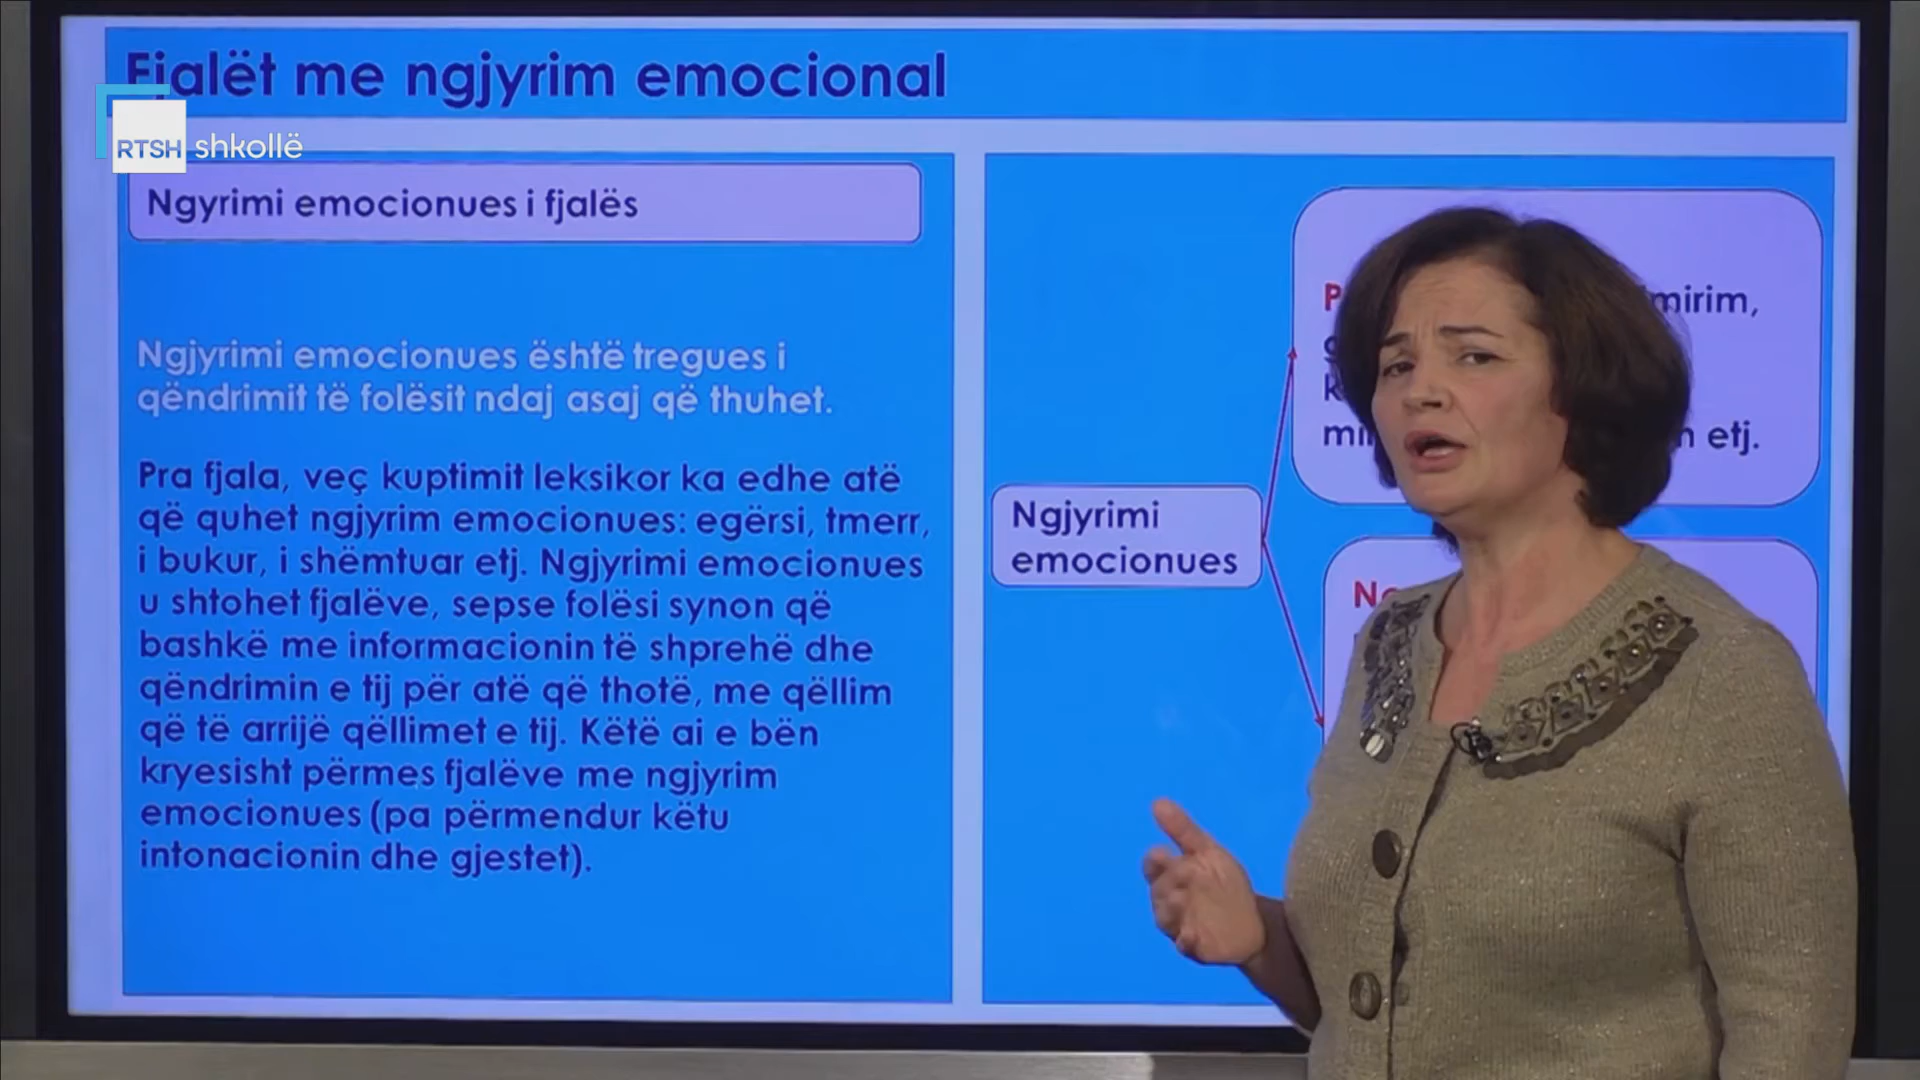 Fjalët me ngjyrim emocional
RTSH shkollë
Ngyrimi emocionues i fjalës
Ngjyrimi emocionues është tregues i
qëndrimit të folësit ndaj asaj që thuhet.
Pra fjala, veç kuptimit leksikor ka edhe atë
që quhet ngjyrim emocionues: egërsi, tmerr,
i bukur, i shëmtuar etj. Ngjyrimi emocionues
u shtohet fjalëve, sepse folësi synon që
bashkë me informacionin të shprehë dhe
qëndrimin e tij për atë që thotë, me qëllim
që të arrijë qëllimet e tij. Këtë ai e bën
kryesisht përmes fjalëve me ngjyrim
emocionues (pa përmendur këtu
intonacionin dhe gjestet).
Ngjyrimi
emocionues
etj.